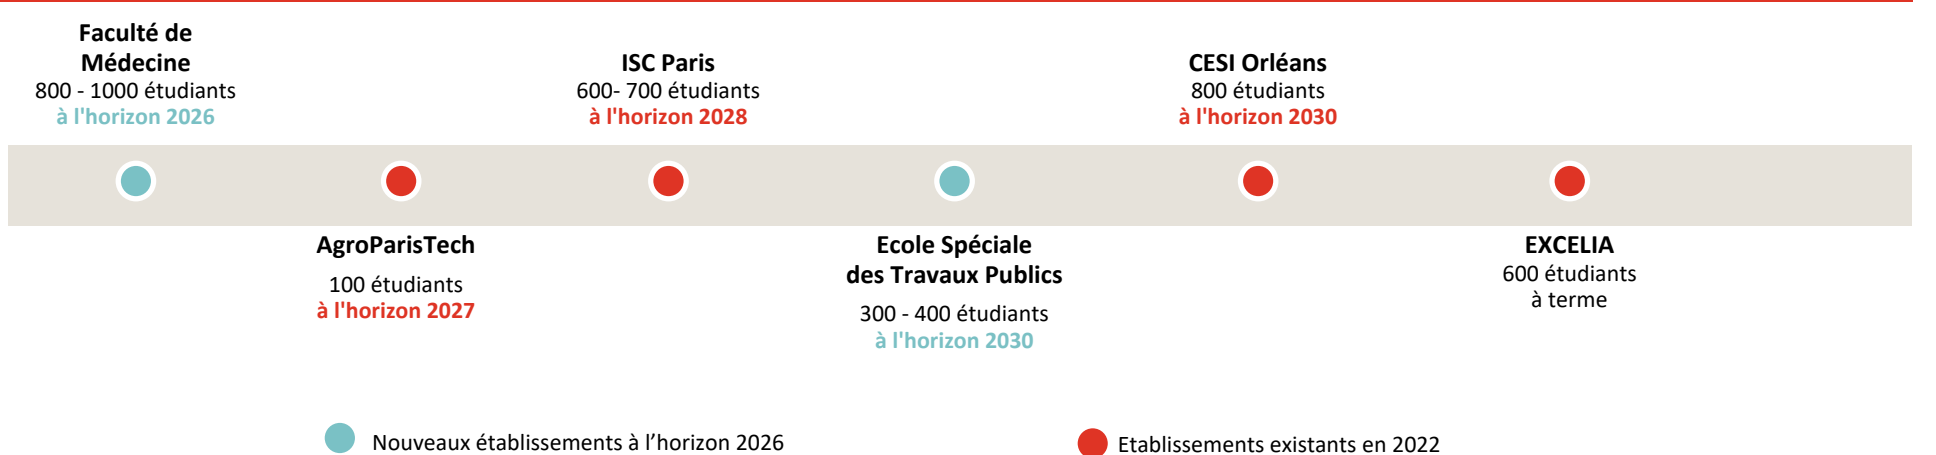 Faculté de
Médecine
800 - 1000 étudiants
à l'horizon 2026
ISC Paris
600- 700 étudiants
à l'horizon 2028
CESI Orléans
800 étudiants
à l'horizon 2030
AgroParisTech
100 étudiants
à l'horizon 2027
Ecole Spéciale
des Travaux Publics
300 - 400 étudiants
à l'horizon 2030
EXCELIA
600 étudiants
à terme
Nouveaux établissements à l’horizon 2026
Etablissements existants en 2022